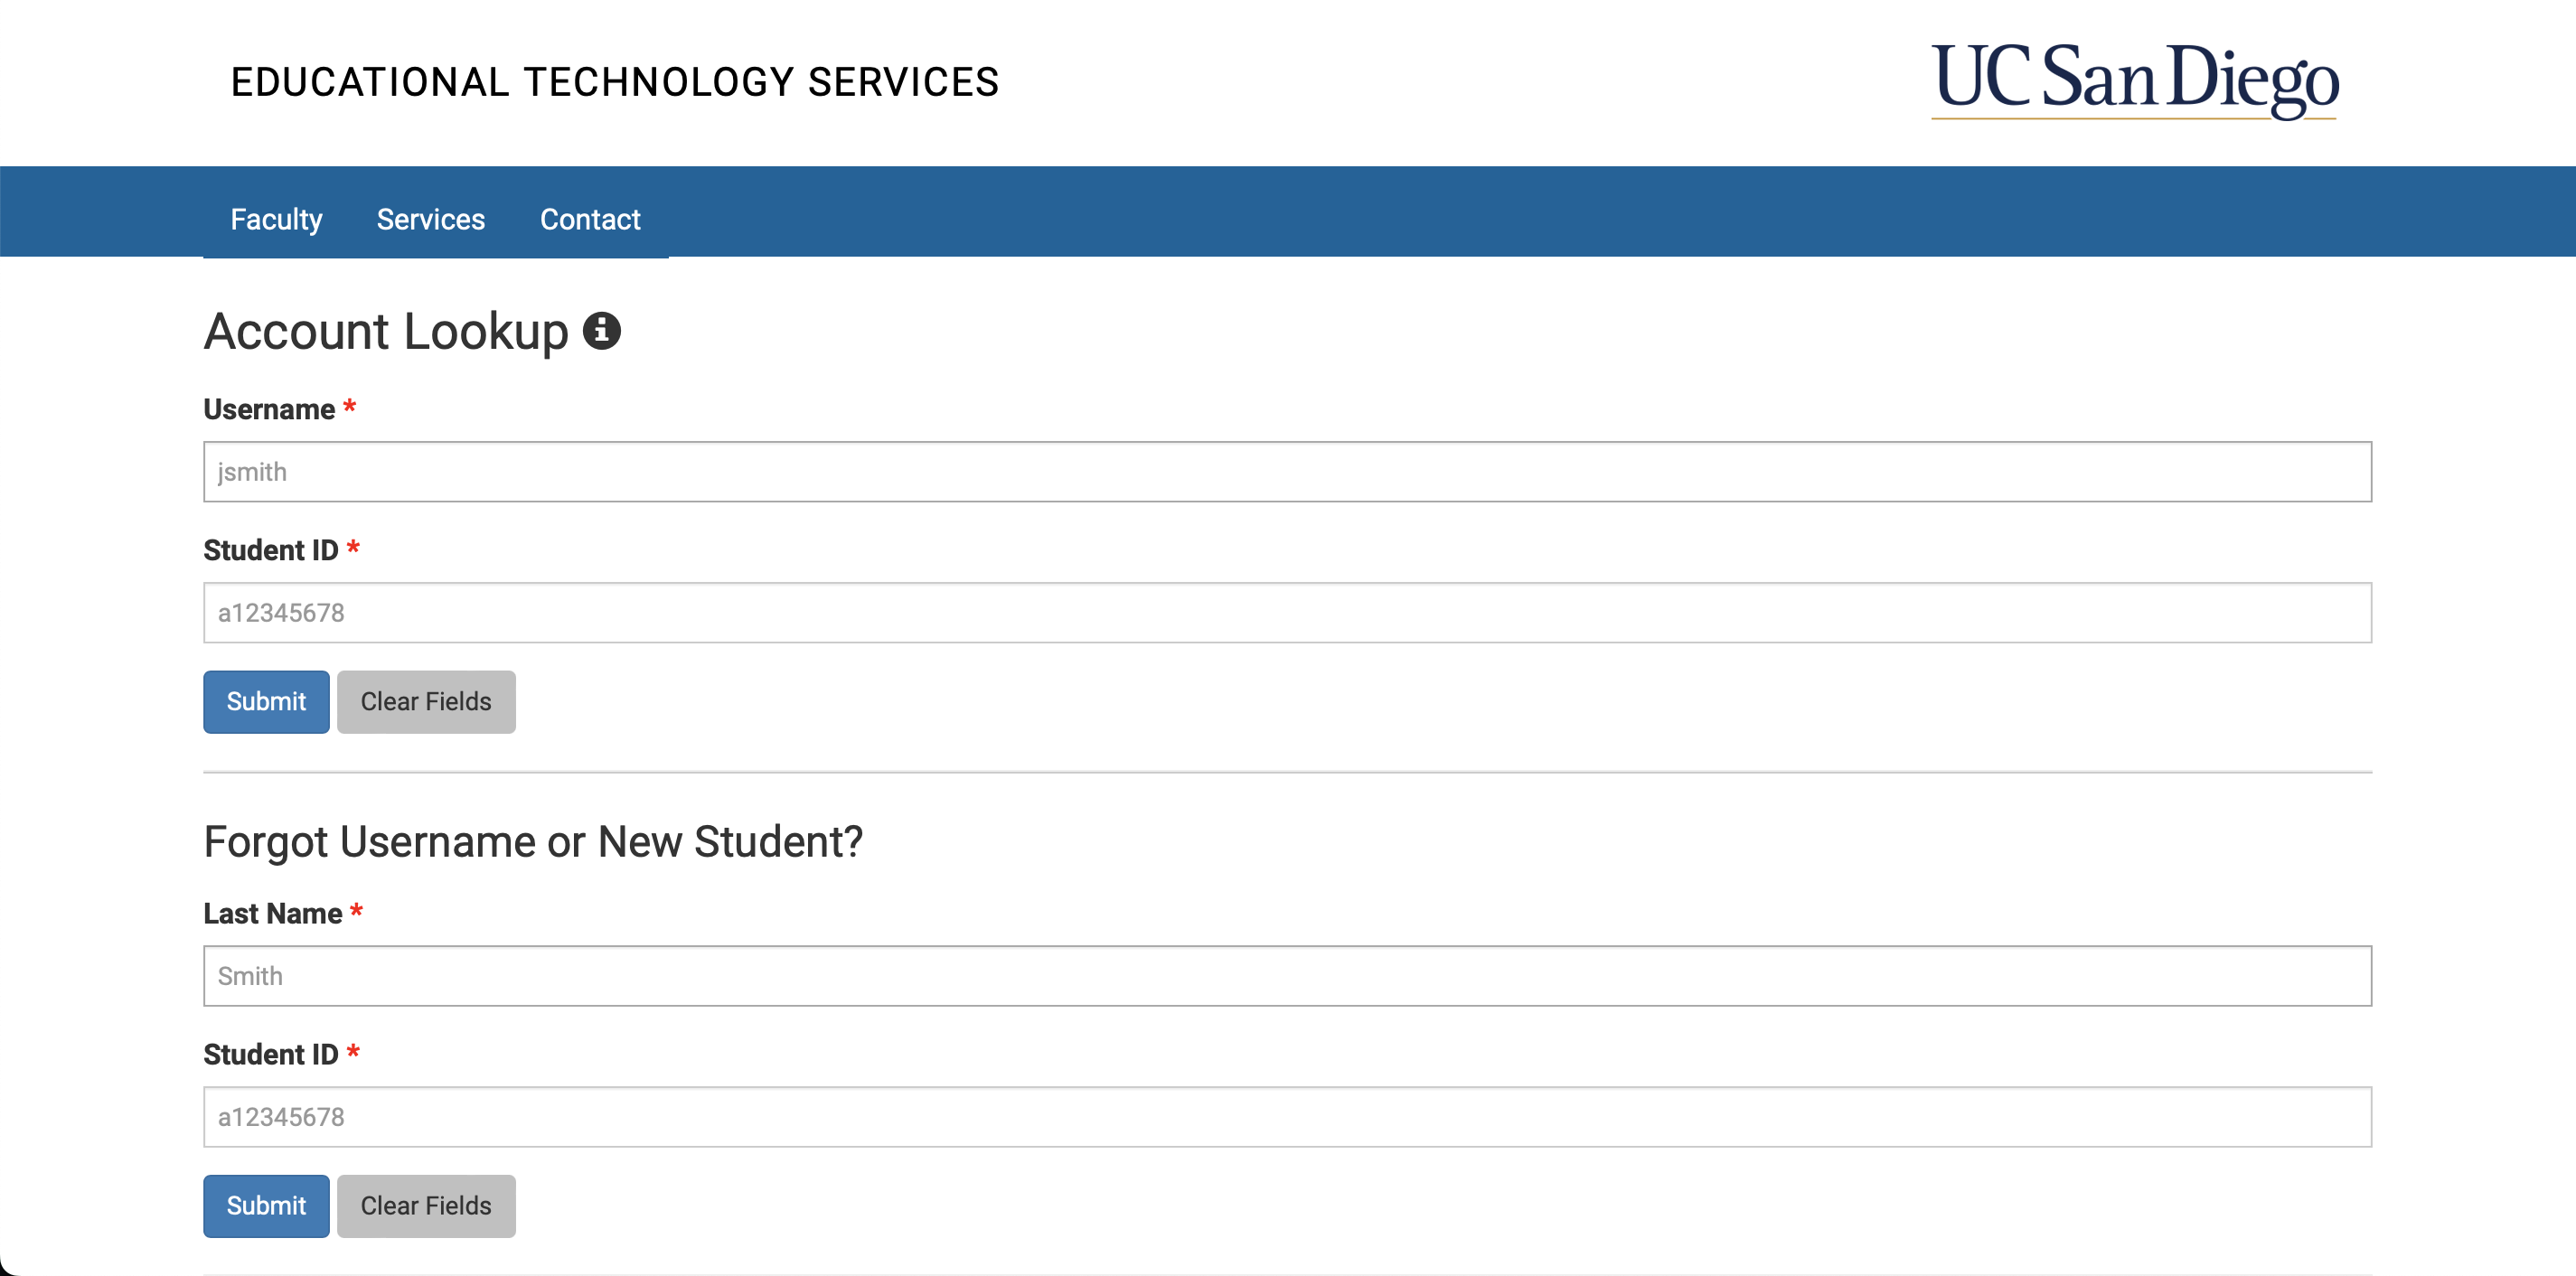 EDUCATIONAL TECHNOLOGY SERVICES
UC San Diego
Faculty Services Contact
Account Lookup
Username *
jsmith
Student ID *
a12345678
Submit Clear Fields
Forgot Username or New Student?
Last Name *
Smith
Student ID *
a12345678
Submit Clear Fields